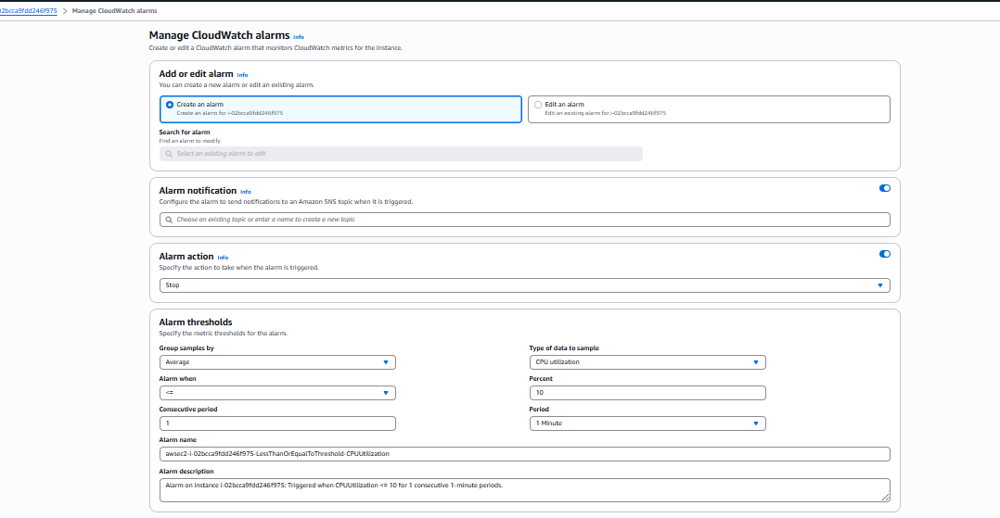 02bcca9fdd246f975 > Manage CloudWatch alarms
Manage CloudWatch alarms Info
Create or edit a CloudWatch alarm that monitors CloudWatch metrics for the instance.
Add or edit alarm Info
You can create a new alarm or edit an existing alarm.
Create an alarm
Create an alarm for i-02bcca9fdd246f975
Edit an alarm
Edit an existing alarm for i-02bcca9fdd246f975
Search for alarm
Find an alarm to modify
Select an existing alarm to edit
Alarm notification Info
Configure the alarm to send notifications to an Amazon SNS topic when it is triggered.
Choose an existing topic or enter a name to create a new topic
Alarm action Info
Specify the action to take when the alarm is triggered.
Stop
Alarm thresholds
Specify the metric thresholds for the alarm.
Group samples by
Average
Type of data to sample
CPU utilization
Alarm when
<=
Percent
10
Consecutive period
1
Period
1 Minute
Alarm name
awsec2-i-02bcca9fdd246f975-LessThanOrEqualToThreshold-CPUUtilization
Alarm description
Alarm on instance i-02bcca9fdd246f975: Triggered when CPUUtilization <= 10 for 1 consecutive 1-minute periods.